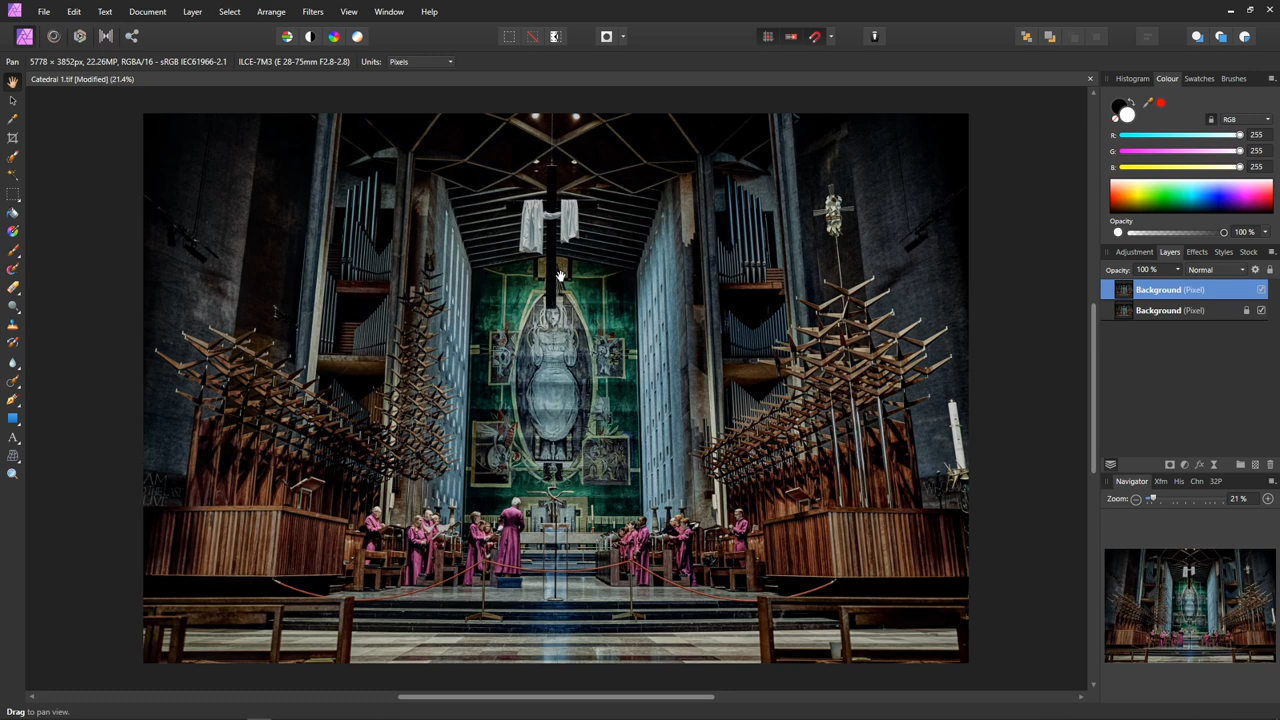 File Edit Text Document Layer Select Arrange Filters View Window Help
Pan 5778 × 3852px, 22.26MP, RGBA/16 - sRGB IEC61966-2.1 ILCE-7M3 (E 28-75mm F2.8-2.8) Units: Pixels
Catedral 1.tif [Modified] (21.4%)
Histogram Colour Swatches Brushes
RGB
R: 255
G: 255
B: 255
Opacity
100 %
Adjustment Layers Effects Styles Stock
Opacity: 100 % Normal
Background (Pixel)
Background (Pixel)
Navigator Xfm His Chn 32P
Zoom: 21 %
Drag to pan view.